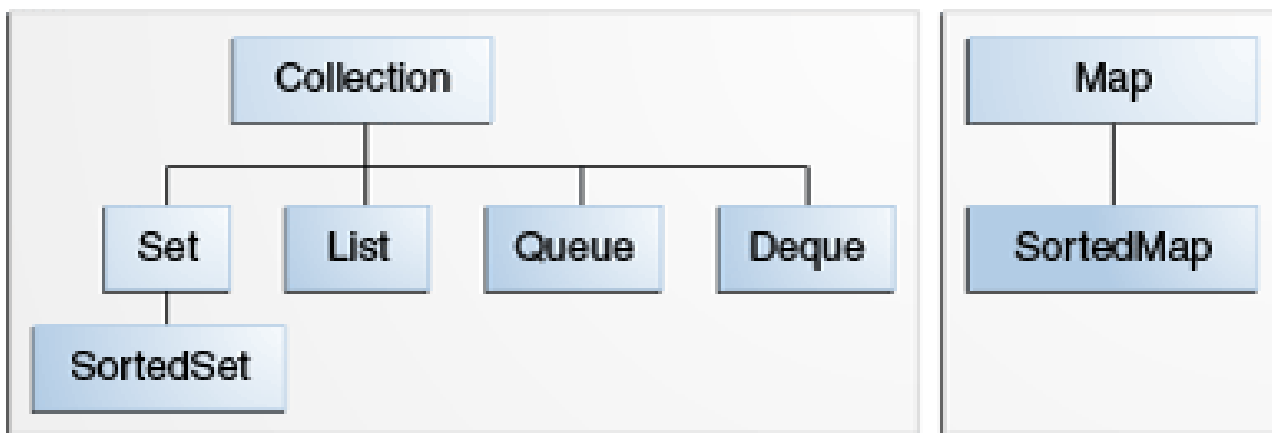 Collection
Map
Set
List
Queue
Deque
SortedMap
SortedSet